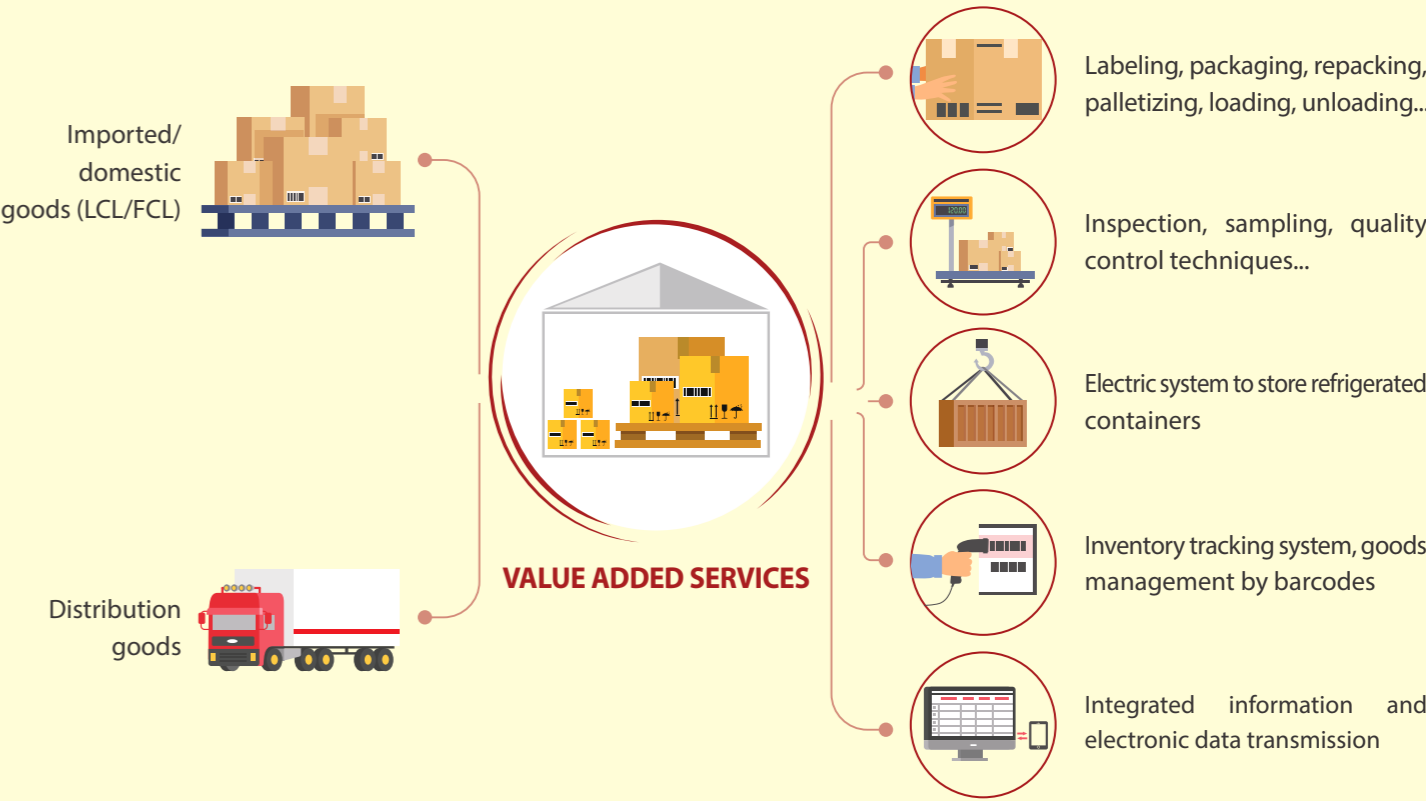 Imported/
domestic
goods (LCL/FCL)
Distribution
goods
VALUE ADDED SERVICES
Labeling, packaging, repacking,
palletizing, loading, unloading...
120.00
Inspection, sampling, quality
control techniques...
Electric system to store refrigerated
containers
Inventory tracking system, goods
management by barcodes
Integrated information and
electronic data transmission